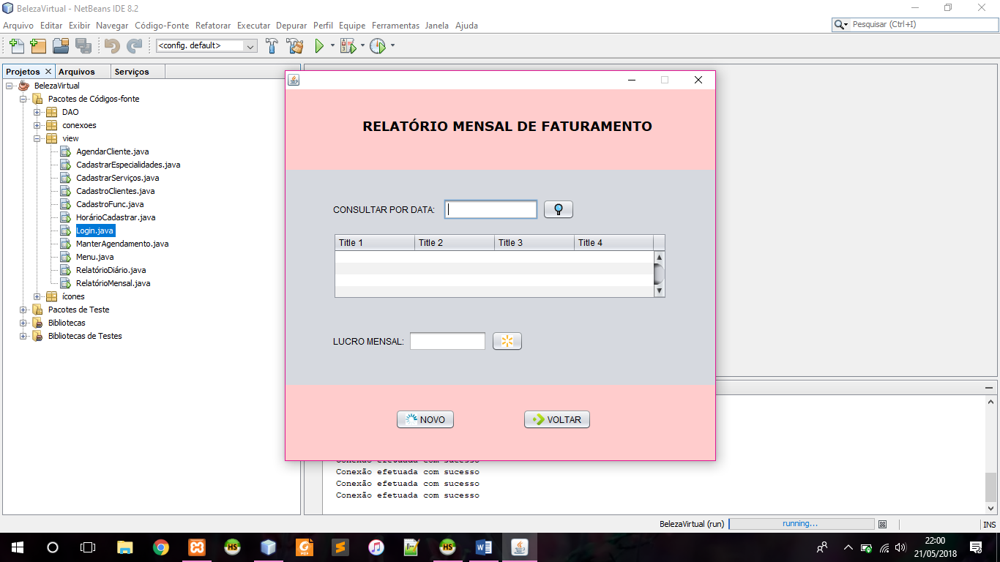 BelezaVirtual - NetBeans IDE 8.2
Arquivo Editar Exibir Navegar Código-Fonte Refatorar Executar Depurar Perfil Equipe Ferramentas Janela Ajuda
Pesquisar (Ctrl+I)
<config. default>
Projetos Arquivos Serviços
BelezaVirtual
Pacotes de Códigos-fonte
DAO
conexoes
view
AgendarCliente.java
CadastrarEspecialidades.java
CadastrarServiços.java
CadastroClientes.java
CadastroFunc.java
HorárioCadastrar.java
Login.java
ManterAgendamento.java
Menu.java
RelatórioDiário.java
RelatórioMensal.java
ícones
Pacotes de Teste
Bibliotecas
Bibliotecas de Testes
RELATÓRIO MENSAL DE FATURAMENTO
CONSULTAR POR DATA:
Title 1 Title 2 Title 3 Title 4
LUCRO MENSAL:
NOVO VOLTAR
Conexão efetuada com sucesso
Conexão efetuada com sucesso
Conexão efetuada com sucesso
Conexão efetuada com sucesso
BelezaVirtual (run) running... INS
HS PDF HS
22:00
21/05/2018